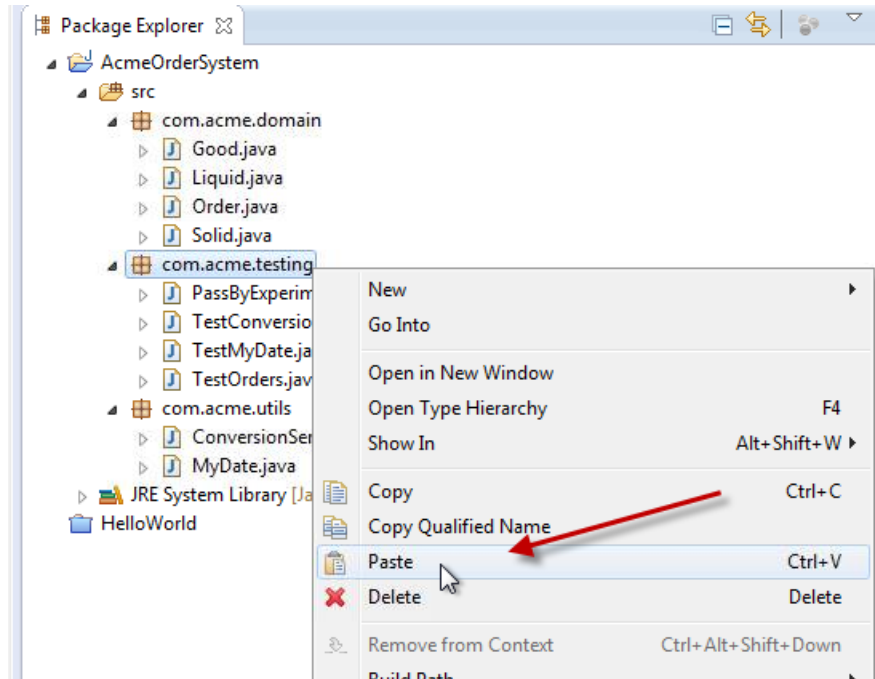 Package Explorer
AcmeOrderSystem
src
com.acme.domain
Good.java
Liquid.java
Order.java
Solid.java
com.acme.testing
PassByExperim
TestConversio
TestMyDate.ja
TestOrders.jav
com.acme.utils
ConversionSer
MyDate.java
JRE System Library [Ja
HelloWorld
New
Go Into
Open in New Window
Open Type Hierarchy F4
Show In Alt+Shift+W
Copy Ctrl+C
Copy Qualified Name
Paste Ctrl+V
Delete Delete
Remove from Context Ctrl+Alt+Shift+Down
Build Path